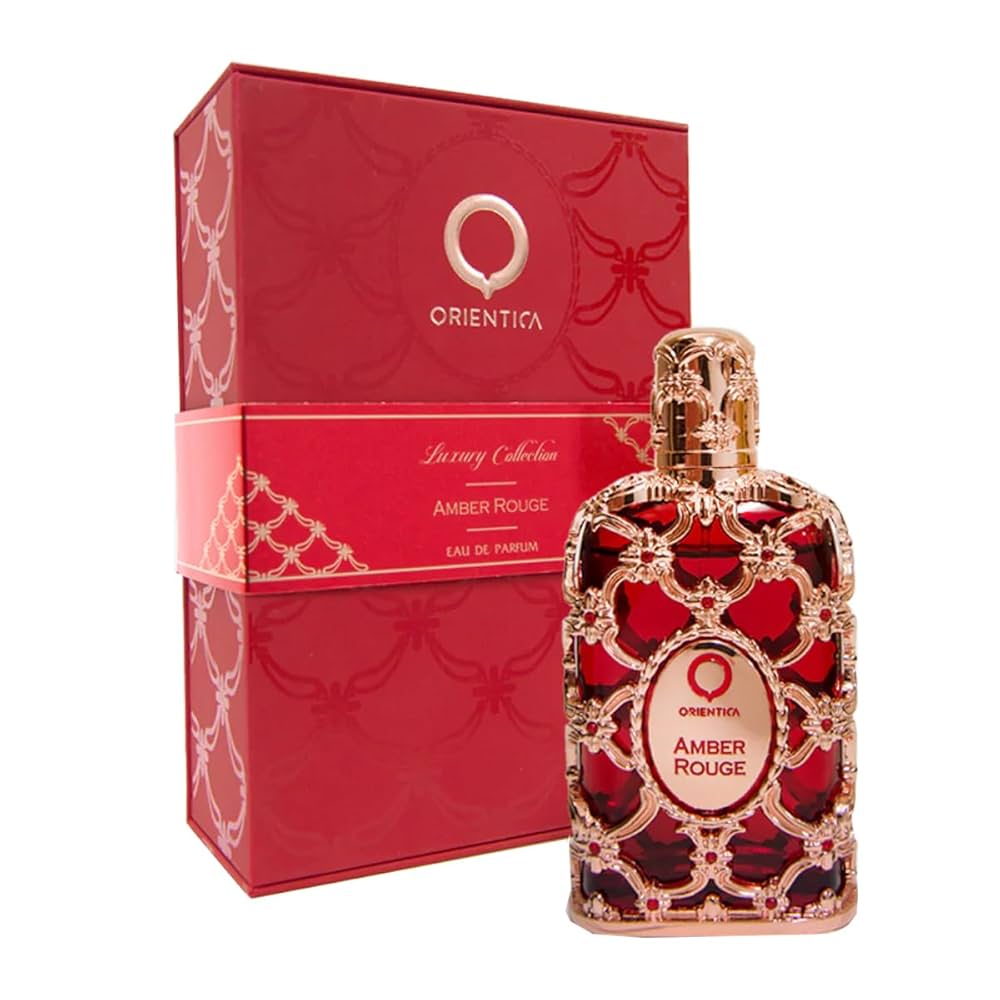 ORIENTICA
Luxury Collection
AMBER ROUGE
EAU DE PARFUM
ORIENTICA
AMBER
ROUGE